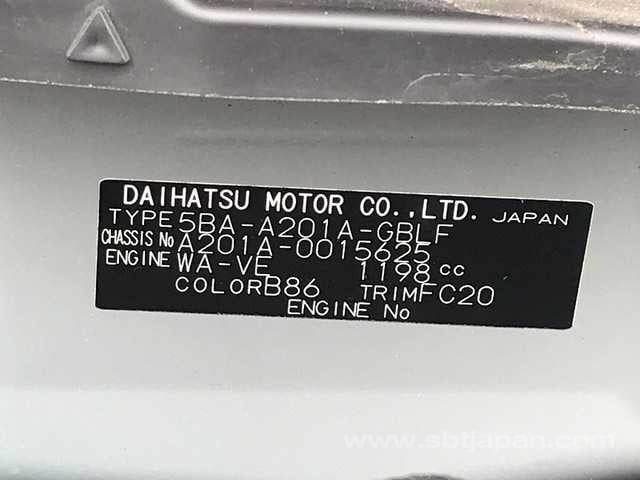 DAIHATSU MOTOR CO.,LTD. JAPAN
TYPE 5BA-A201A-GBLF
CHASSIS No A201A-0015625
ENGINE WA-VE 1198 cc
COLOR B86 TRIM FC20
ENGINE No
www.sbtjapan.com